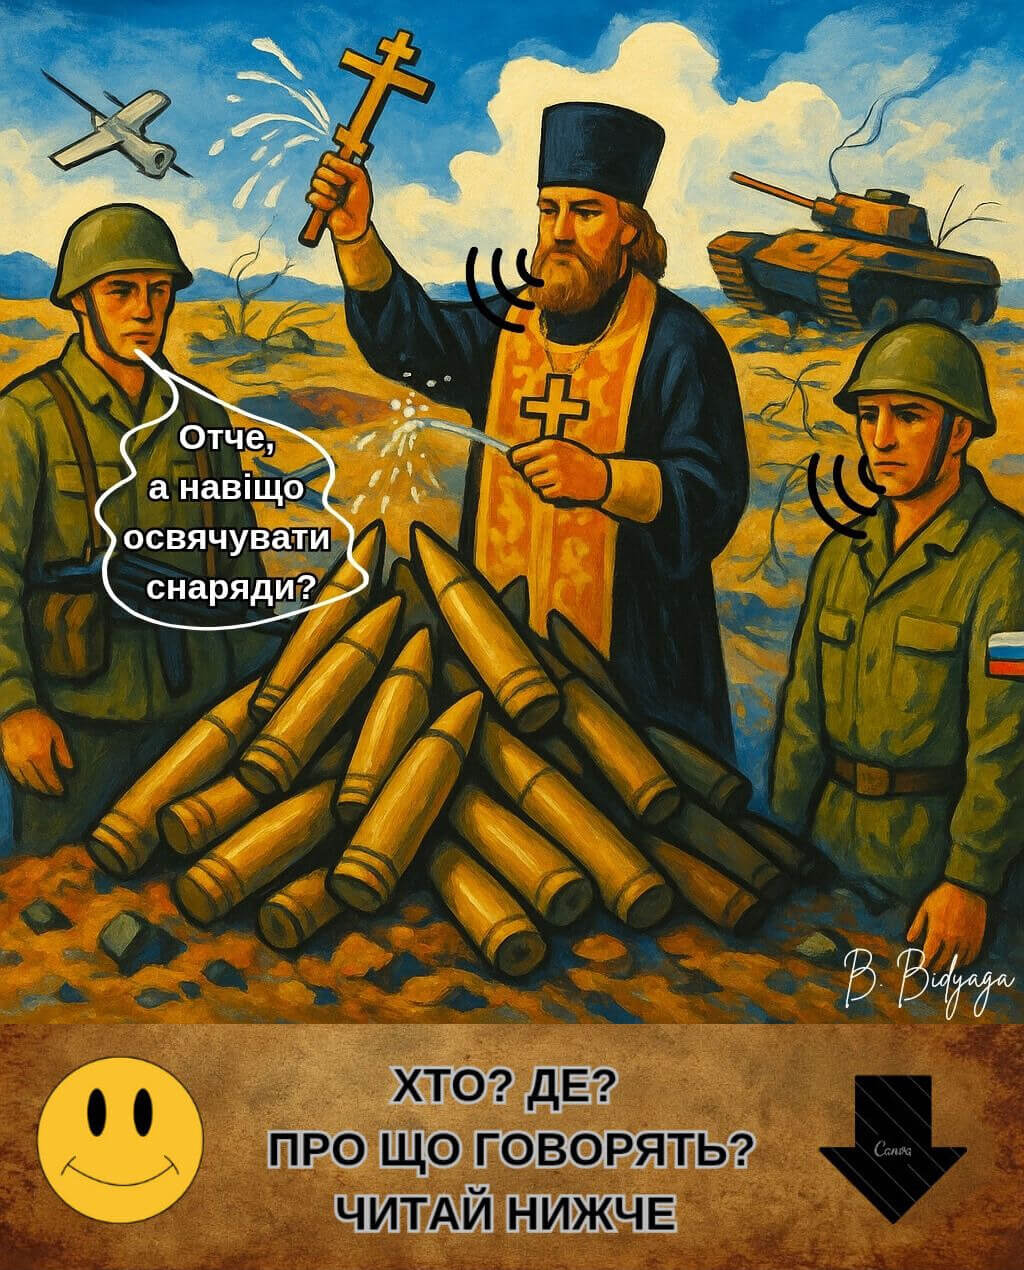 Отче,
а навіщо
освячувати
снаряди?
В. Bidyaga
ХТО? ДЕ?
ПРО ЩО ГОВОРЯТЬ?
ЧИТАЙ НИЖЧЕ
Canva